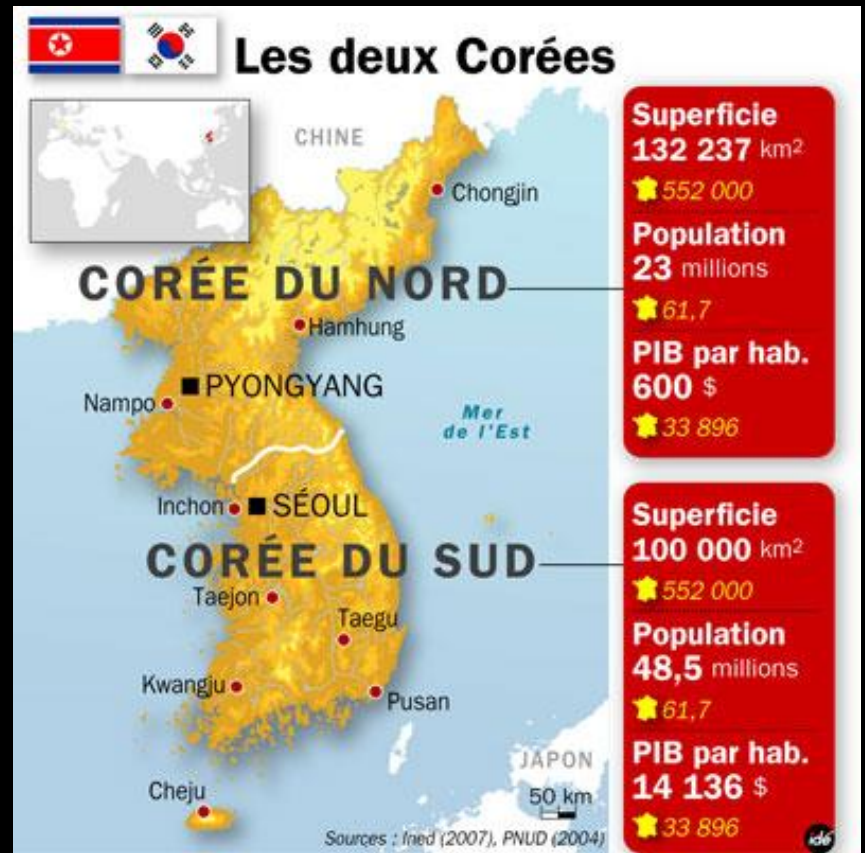 Les deux Corées
CHINE
Chongjin
CORÉE DU NORD
Hamhung
PYONGYANG
Nampo
Mer
de l'Est
Inchon
SÉOUL
CORÉE DU SUD
Taejon
Taegu
Kwangju
Pusan
JAPON
Cheju
50 km
Sources : Ined (2007), PNUD (2004)
Superficie
132 237 km²
552 000
Population
23 millions
61,7
PIB par hab.
600 $
33 896
Superficie
100 000 km²
552 000
Population
48,5 millions
61,7
PIB par hab.
14 136 $
33 896
idé